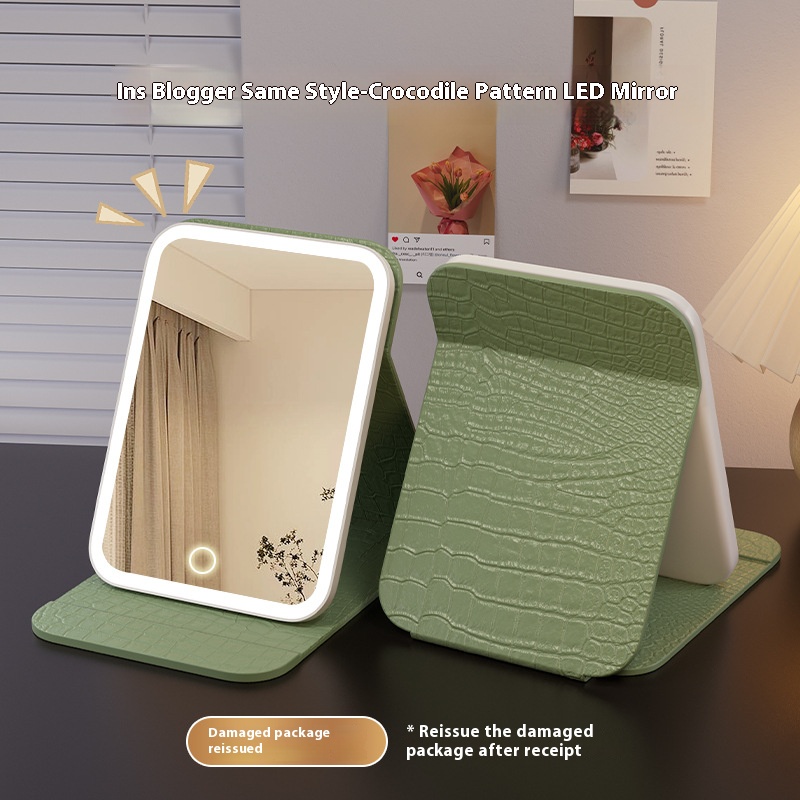 Ins Blogger Same Style-Crocodile Pattern LED Mirror
Damaged package
reissued
* Reissue the damaged
package after receipt